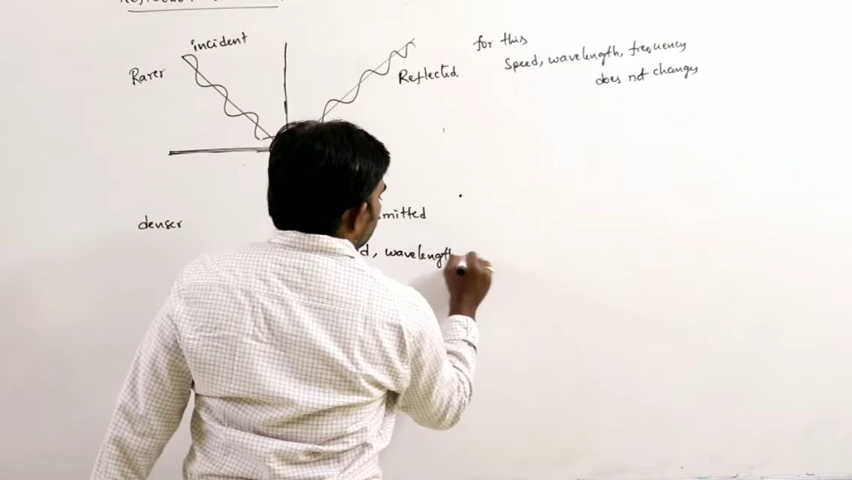 incident
Rarer
Reflected
for this
Speed, wavelength, frequency
does not changes
denser
mitted
d, wavelength